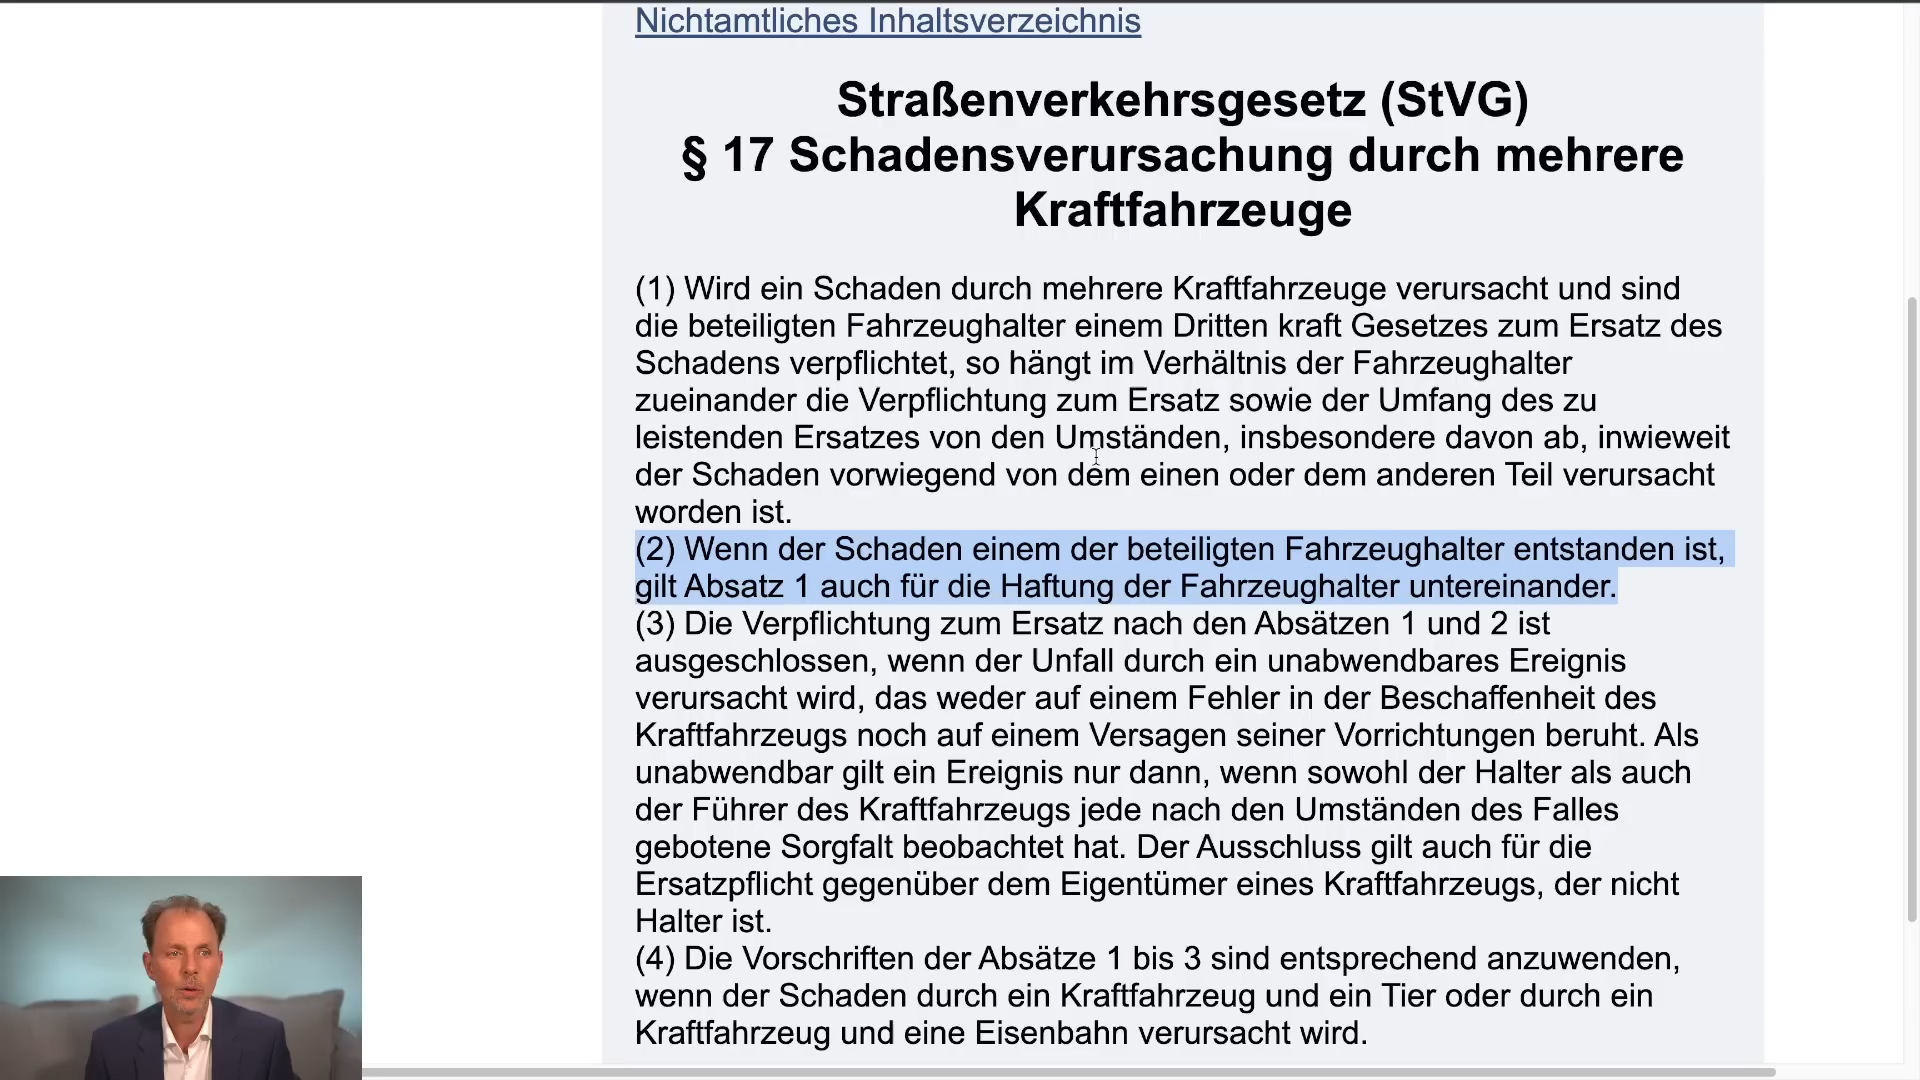 Nichtamtliches Inhaltsverzeichnis
Straßenverkehrsgesetz (StVG)
§ 17 Schadensverursachung durch mehrere
Kraftfahrzeuge
(1) Wird ein Schaden durch mehrere Kraftfahrzeuge verursacht und sind
die beteiligten Fahrzeughalter einem Dritten kraft Gesetzes zum Ersatz des
Schadens verpflichtet, so hängt im Verhältnis der Fahrzeughalter
zueinander die Verpflichtung zum Ersatz sowie der Umfang des zu
leistenden Ersatzes von den Umständen, insbesondere davon ab, inwieweit
der Schaden vorwiegend von dem einen oder dem anderen Teil verursacht
worden ist.
(2) Wenn der Schaden einem der beteiligten Fahrzeughalter entstanden ist,
gilt Absatz 1 auch für die Haftung der Fahrzeughalter untereinander.
(3) Die Verpflichtung zum Ersatz nach den Absätzen 1 und 2 ist
ausgeschlossen, wenn der Unfall durch ein unabwendbares Ereignis
verursacht wird, das weder auf einem Fehler in der Beschaffenheit des
Kraftfahrzeugs noch auf einem Versagen seiner Vorrichtungen beruht. Als
unabwendbar gilt ein Ereignis nur dann, wenn sowohl der Halter als auch
der Führer des Kraftfahrzeugs jede nach den Umständen des Falles
gebotene Sorgfalt beobachtet hat. Der Ausschluss gilt auch für die
Ersatzpflicht gegenüber dem Eigentümer eines Kraftfahrzeugs, der nicht
Halter ist.
(4) Die Vorschriften der Absätze 1 bis 3 sind entsprechend anzuwenden,
wenn der Schaden durch ein Kraftfahrzeug und ein Tier oder durch ein
Kraftfahrzeug und eine Eisenbahn verursacht wird.